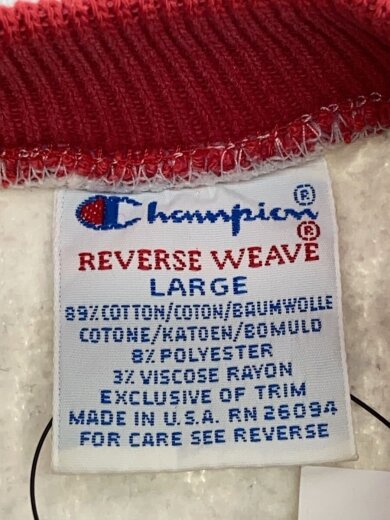 Champion®
REVERSE WEAVE®
LARGE
89% COTTON/COTON/BAUMWOLLE
COTONE/KATOEN/BOMULD
8% POLYESTER
3% VISCOSE RAYON
EXCLUSIVE OF TRIM
MADE IN U.S.A. RN 26094
FOR CARE SEE REVERSE